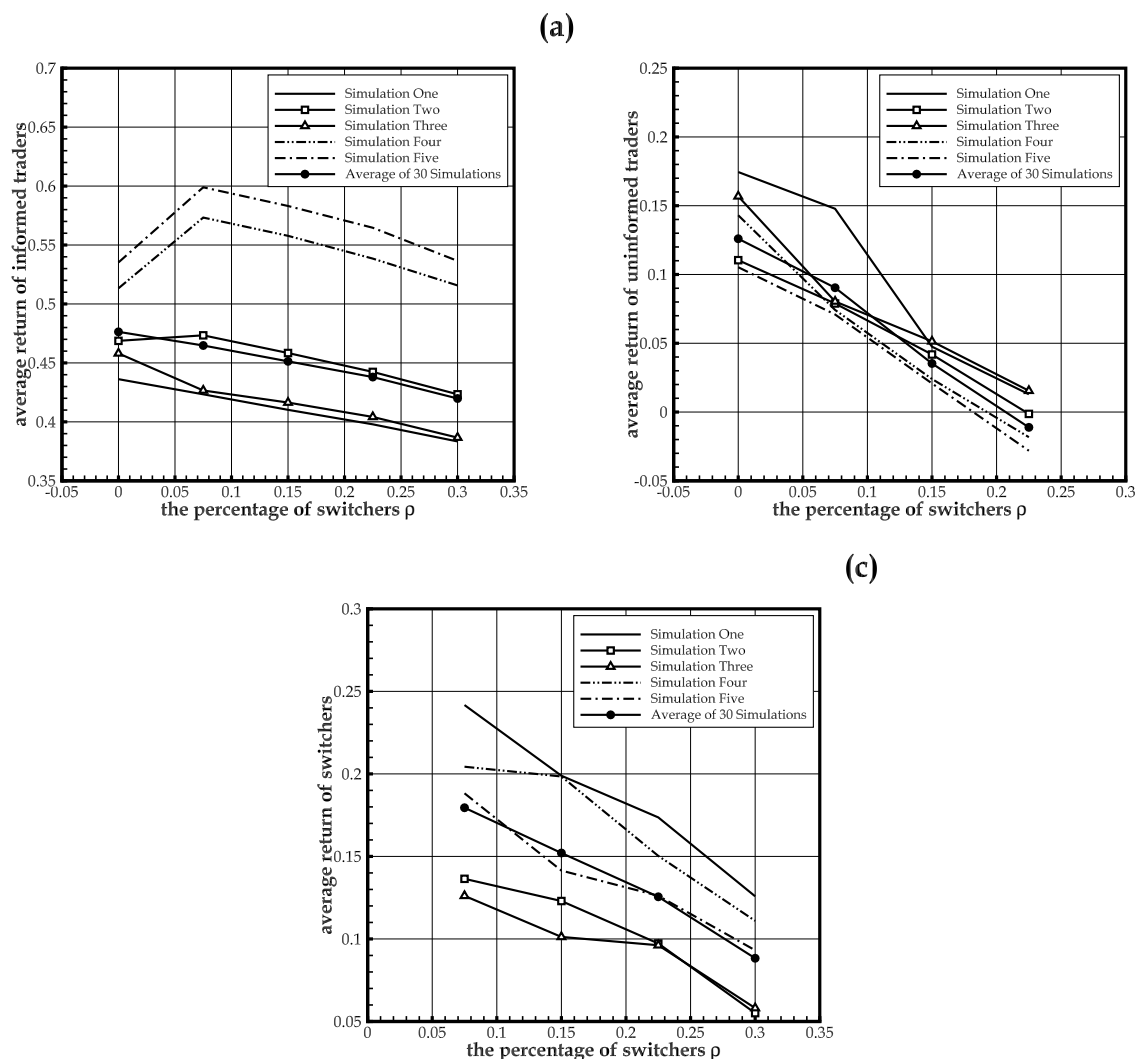 (a)
0.7
0.65
0.6
0.55
0.5
0.45
0.4
0.35
average return of informed traders
Simulation One
Simulation Two
Simulation Three
Simulation Four
Simulation Five
Average of 30 Simulations
-0.05 0 0.05 0.1 0.15 0.2 0.25 0.3 0.35
the percentage of switchers ρ
0.25
0.2
0.15
0.1
0.05
0
-0.05
average return of uninformed traders
Simulation One
Simulation Two
Simulation Three
Simulation Four
Simulation Five
Average of 30 Simulations
-0.05 0 0.05 0.1 0.15 0.2 0.25 0.3
the percentage of switchers ρ
(c)
0.3
0.25
0.2
0.15
0.1
0.05
average return of switchers
Simulation One
Simulation Two
Simulation Three
Simulation Four
Simulation Five
Average of 30 Simulations
0 0.05 0.1 0.15 0.2 0.25 0.3 0.35
the percentage of switchers ρ